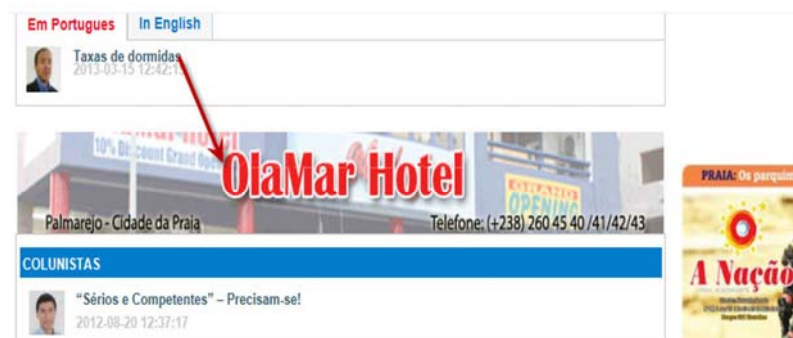 Em Portugues
In English
Taxas de dormidas
2013-03-15 12:42:15
10% Discount Grand
OlaMar Hotel
GRAND
OPENING
Palmarejo - Cidade da Praia
Telefone: (+238) 260 45 40 /41/42/43
COLUNISTAS
“Sérios e Competentes” – Precisam-se!
2012-08-20 12:37:17
PRAIA: Os parquim
A Nação